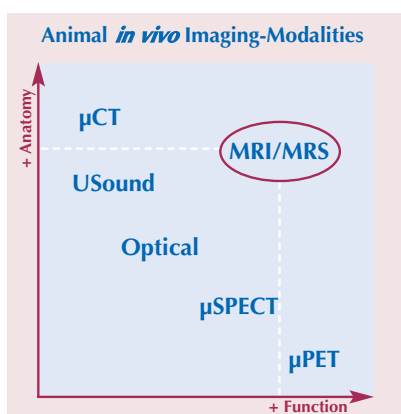 Animal in vivo Imaging-Modalities
+ Anatomy
µCT
MRI/MRS
USound
Optical
µSPECT
µPET
+ Function